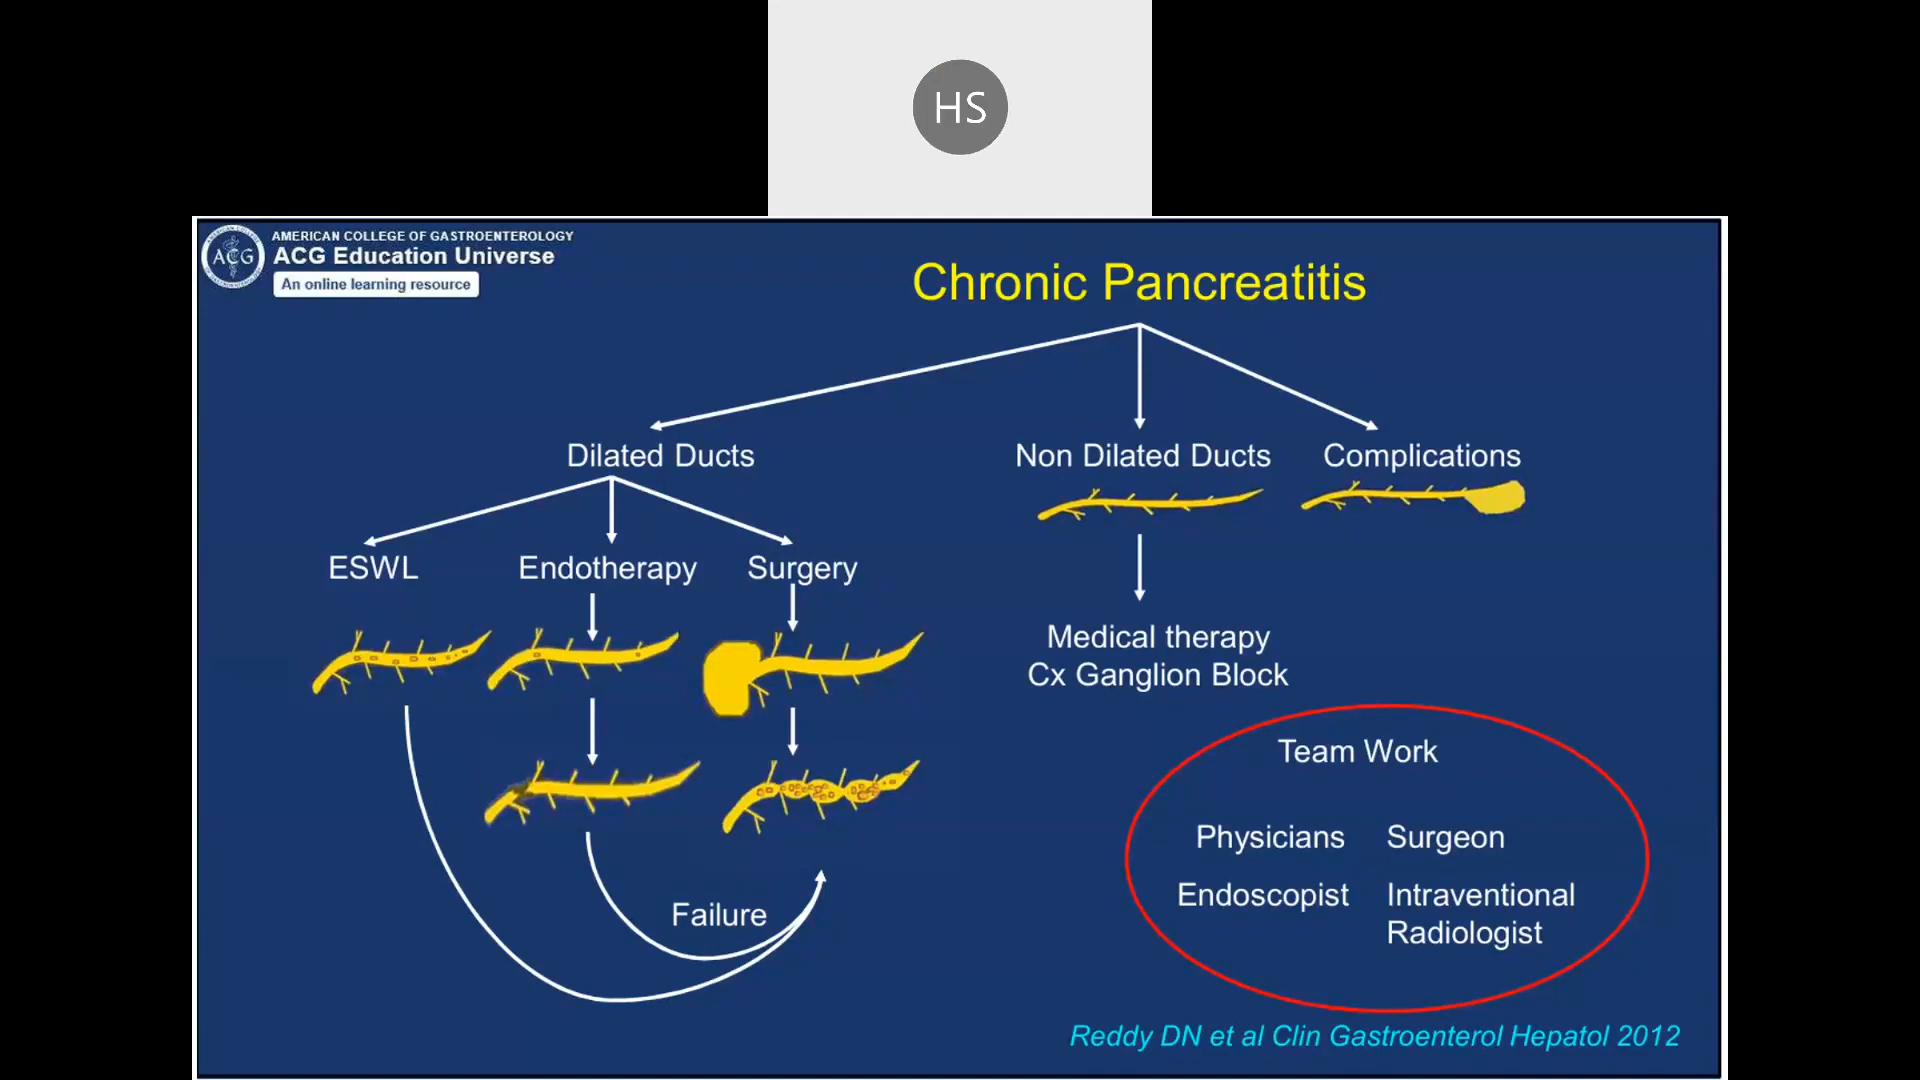 HS
AMERICAN COLLEGE OF GASTROENTEROLOGY
ACG
ACG Education Universe
An online learning resource
Chronic Pancreatitis
Dilated Ducts
Non Dilated Ducts
Complications
ESWL
Endotherapy
Surgery
Medical therapy
Cx Ganglion Block
Failure
Team Work
Physicians
Surgeon
Endoscopist
Intraventional
Radiologist
Reddy DN et al Clin Gastroenterol Hepatol 2012